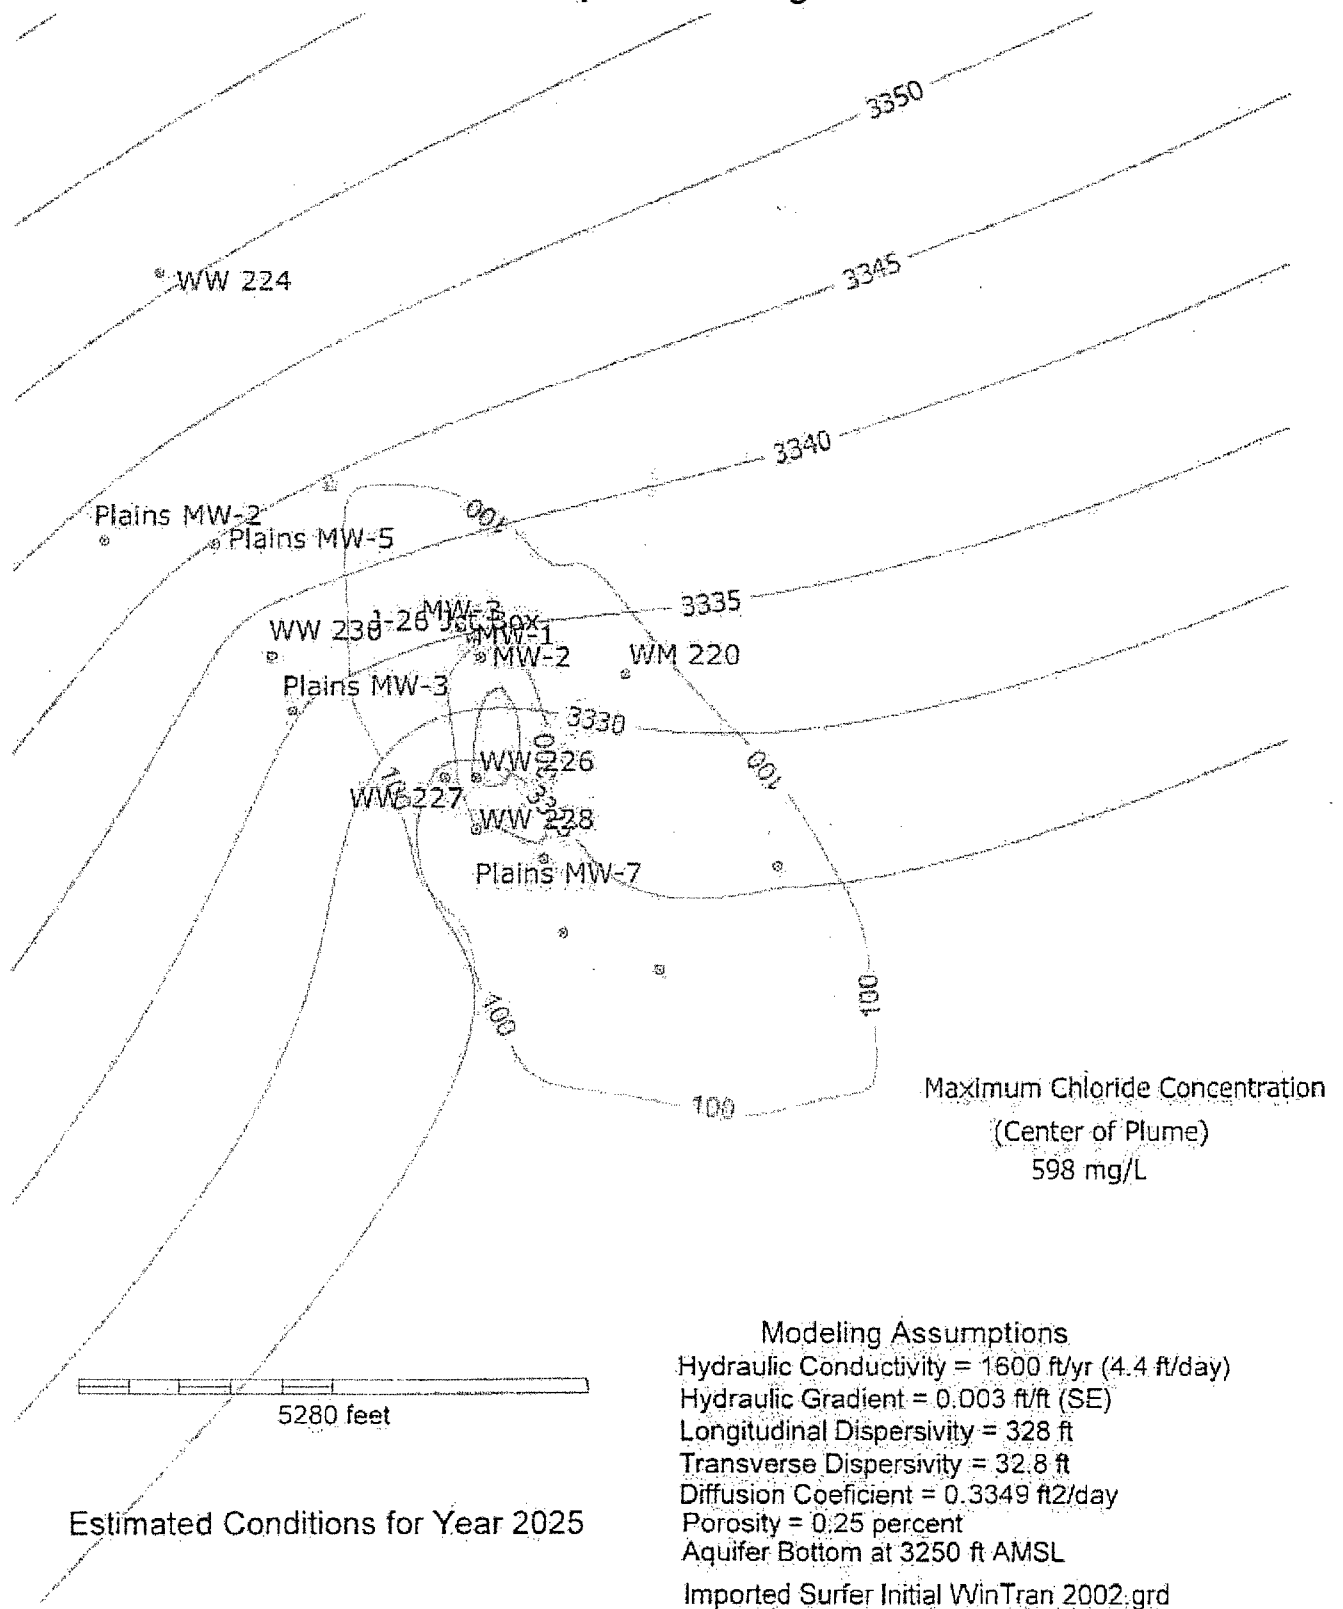 3350
WW 224
3345
3340
100
Plains MW-2
Plains MW-5
3335
MW-3
J-26 Jct Box
WW 230
MW-1
MW-2
WM 220
Plains MW-3
3330
WW 226
100
WW 227
WW 228
Plains MW-7
100
100
100
Maximum Chloride Concentration
(Center of Plume)
598 mg/L
Modeling Assumptions
Hydraulic Conductivity = 1600 ft/yr (4.4 ft/day)
Hydraulic Gradient = 0.003 ft/ft (SE)
5280 feet
Longitudinal Dispersivity = 328 ft
Transverse Dispersivity = 32.8 ft
Diffusion Coeficient = 0.3349 ft2/day
Estimated Conditions for Year 2025
Porosity = 0.25 percent
Aquifer Bottom at 3250 ft AMSL
Imported Surfer Initial WinTran 2002.grd